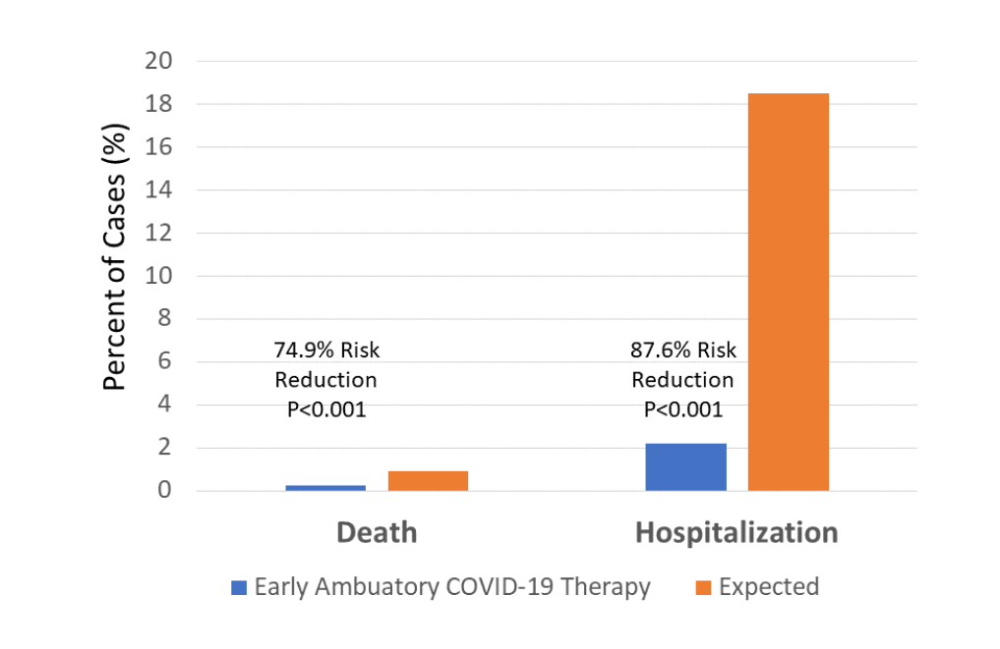 20
18
16
14
12
10
8
6
4
2
0
Percent of Cases (%)
74.9% Risk
Reduction
P<0.001
87.6% Risk
Reduction
P<0.001
Death
Hospitalization
Early Ambuatory COVID-19 Therapy
Expected